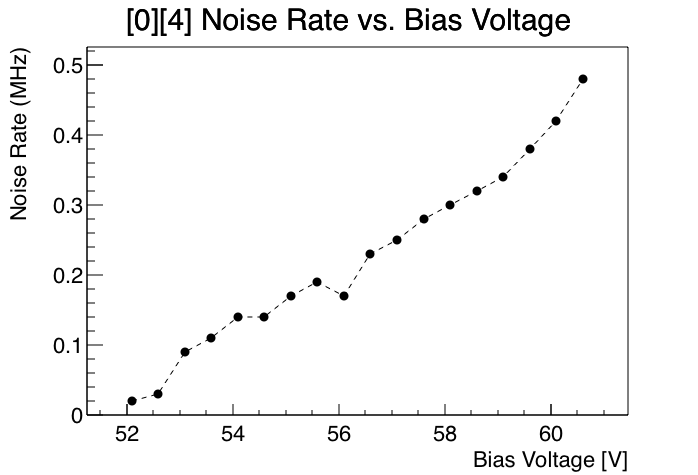 [0][4] Noise Rate vs. Bias Voltage
Noise Rate (MHz)
0.5
0.4
0.3
0.2
0.1
0
52 54 56 58 60
Bias Voltage [V]